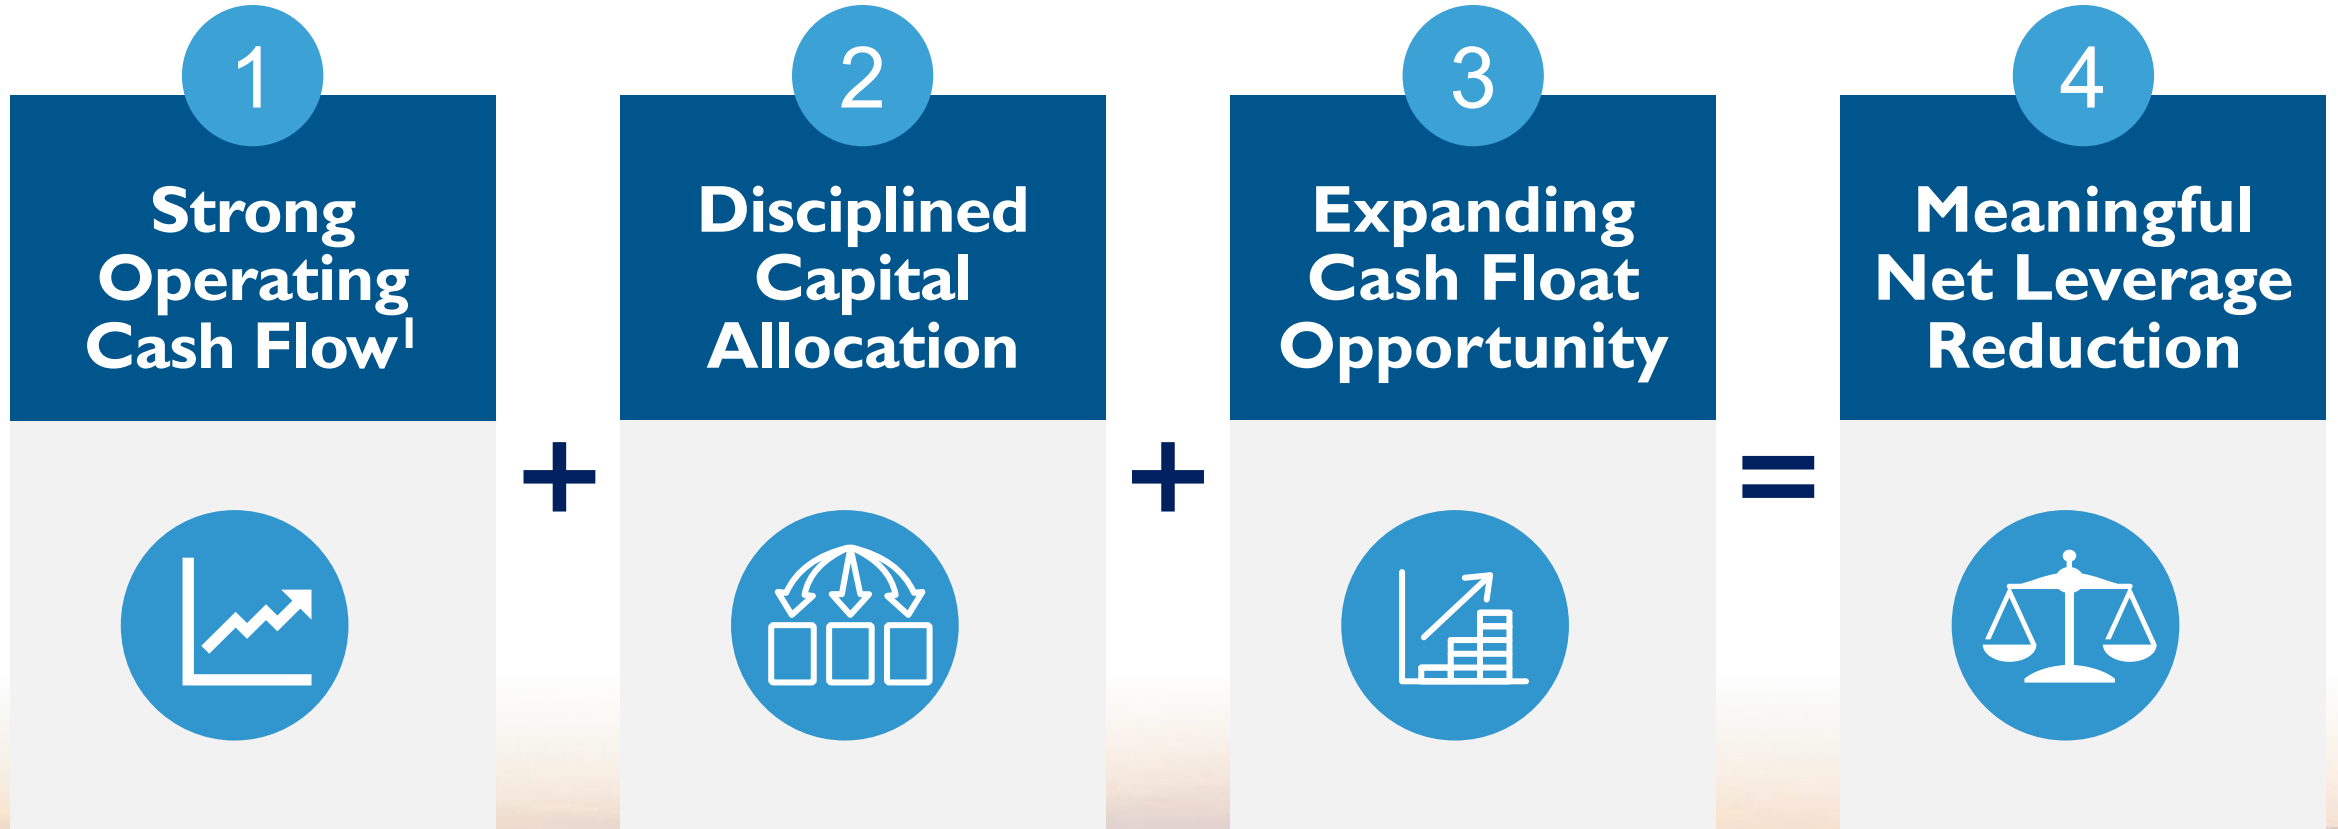 1
Strong
Operating
Cash Flow¹
+
2
Disciplined
Capital
Allocation
+
3
Expanding
Cash Float
Opportunity
=
4
Meaningful
Net Leverage
Reduction